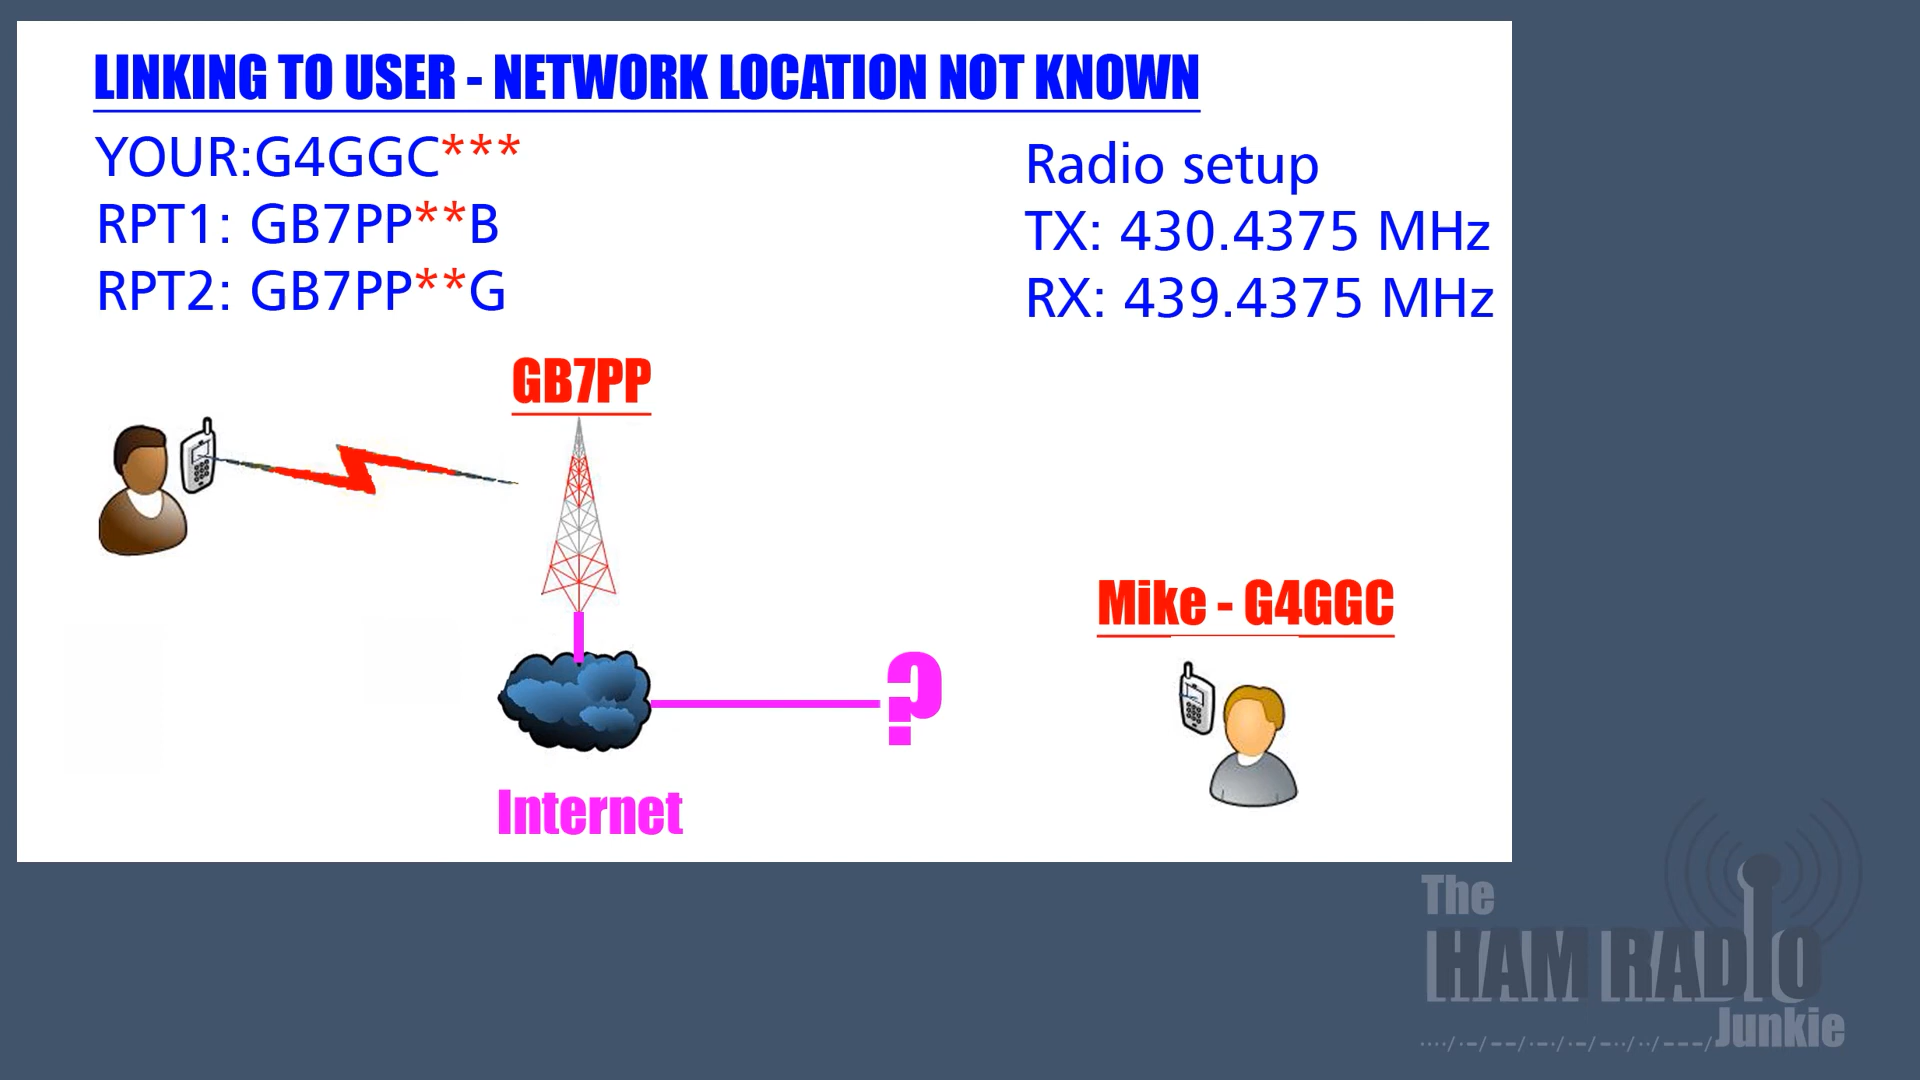 LINKING TO USER - NETWORK LOCATION NOT KNOWN
YOUR:G4GGC***
RPT1: GB7PP**B
RPT2: GB7PP**G
Radio setup
TX: 430.4375 MHz
RX: 439.4375 MHz
GB7PP
Mike - G4GGC
?
Internet
The
HAM RADIO
Junkie
····/·−/−−/·−·/·−/−··/··/−−−/